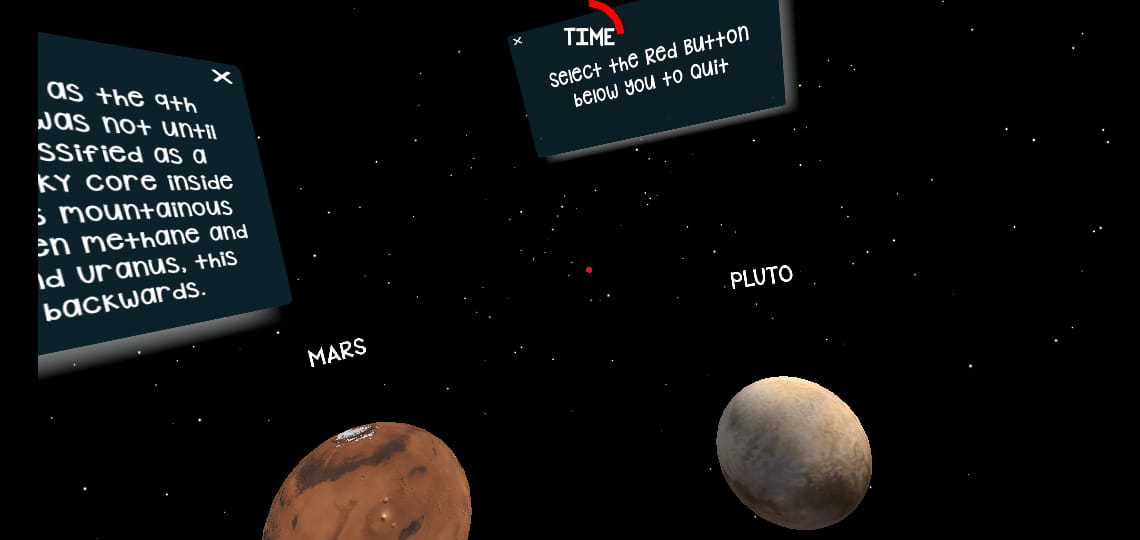 as the 9th
was not until
ssified as a
ky core inside
s mountainous
en methane and
nd Uranus, this
backwards.
TIME
Select the Red Button
below you to Quit
MARS
PLUTO